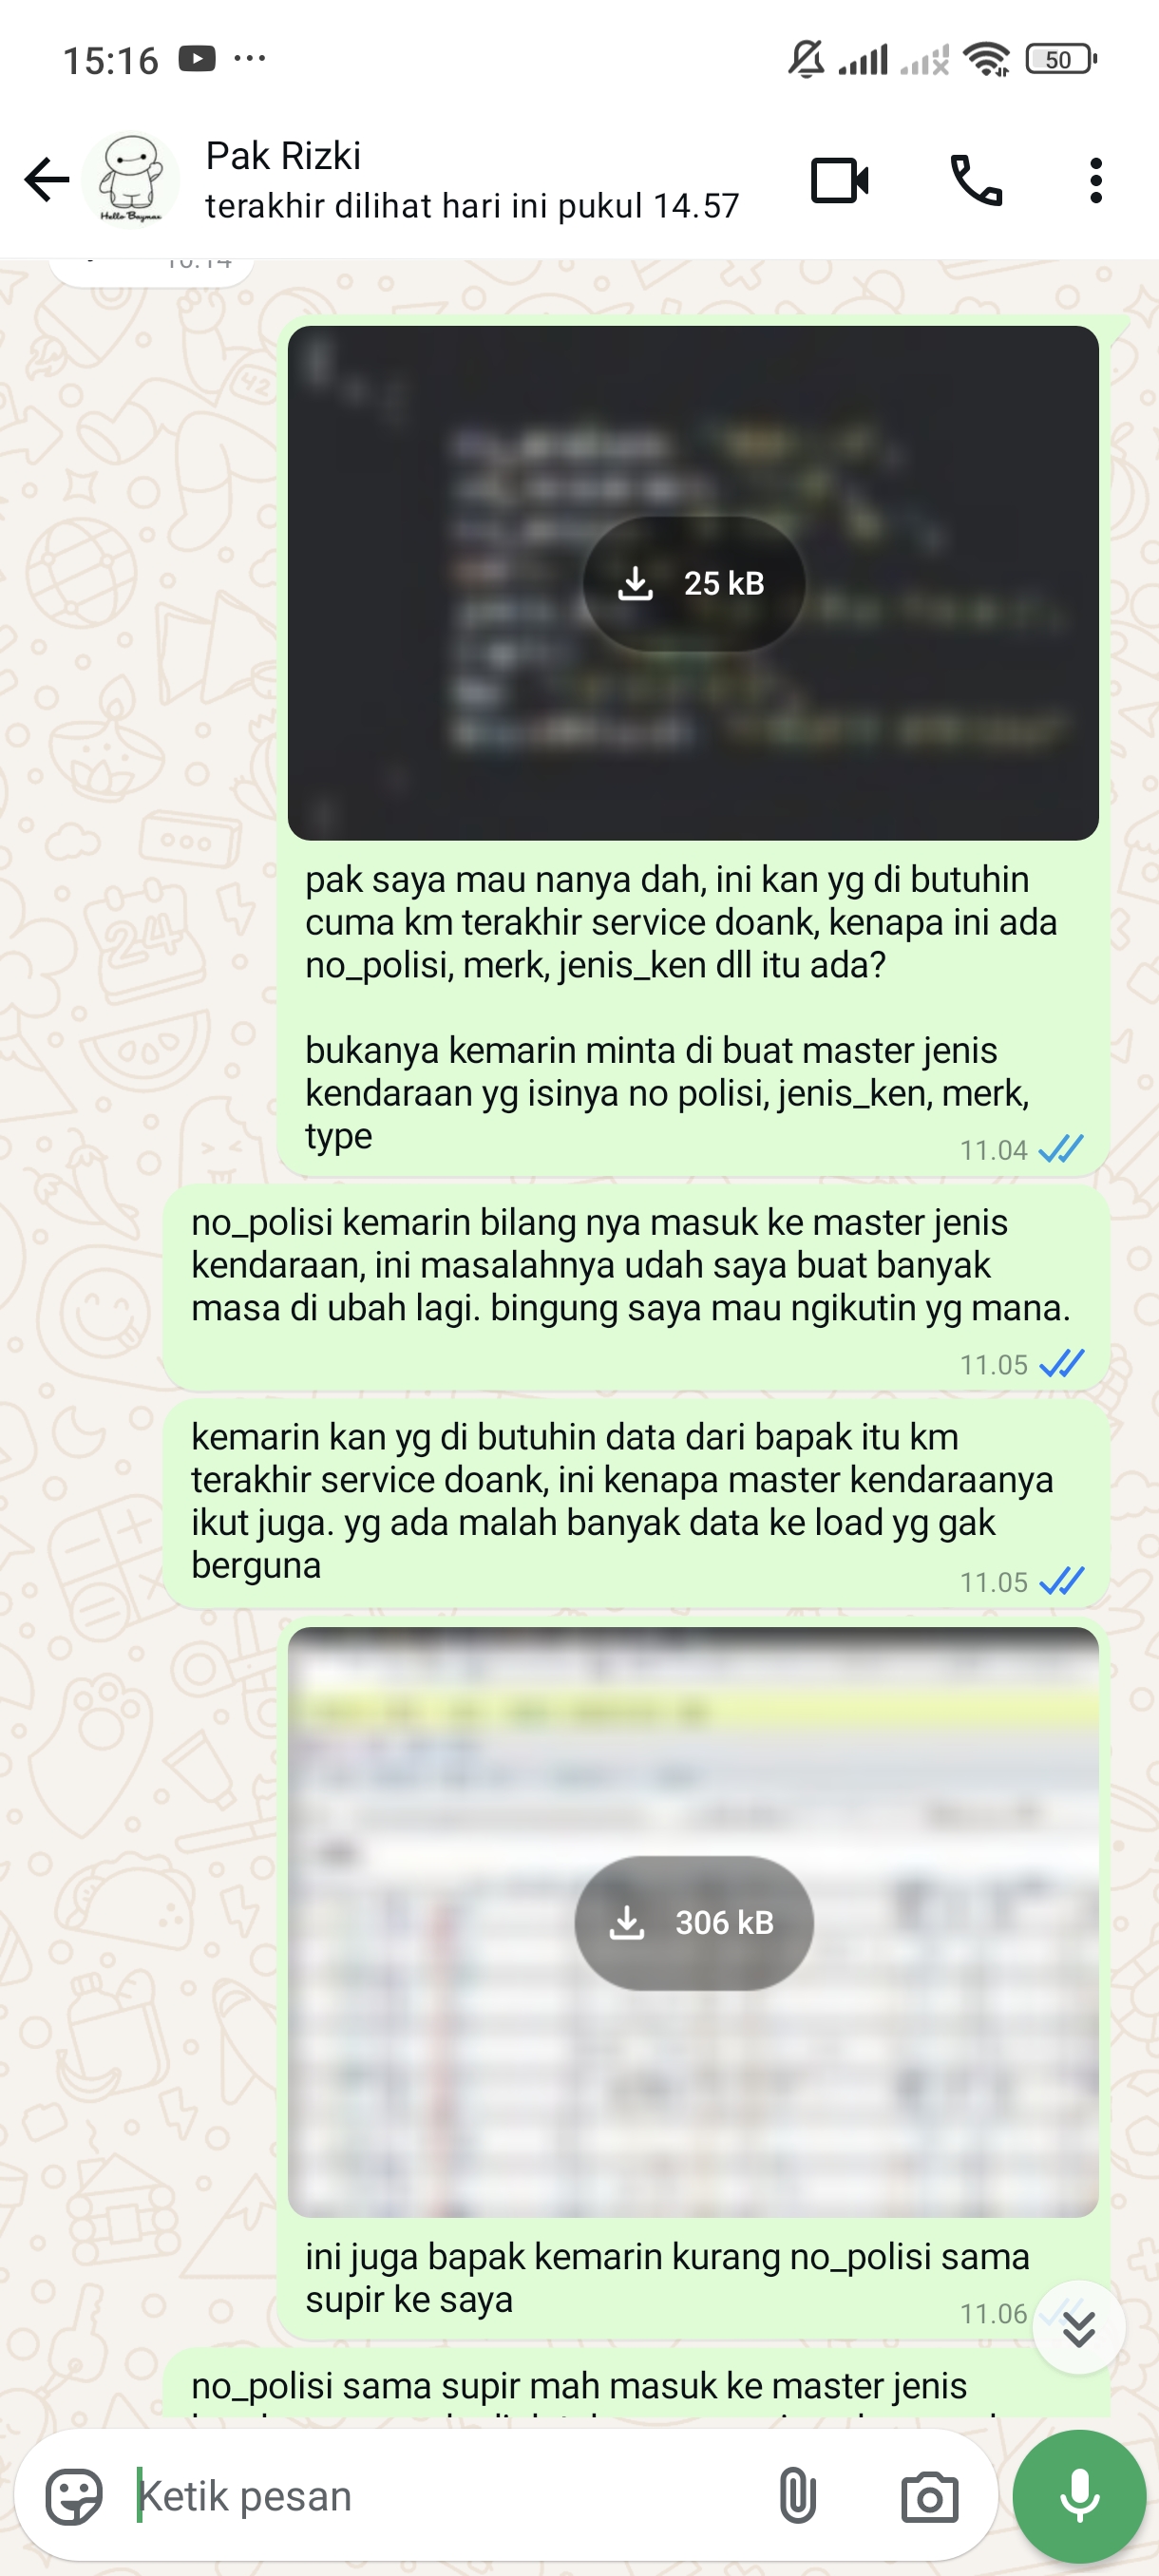 15:16
50
Pak Rizki
terakhir dilihat hari ini pukul 14.57
Hello Baymax
25 kB
pak saya mau nanya dah, ini kan yg di butuhin
cuma km terakhir service doank, kenapa ini ada
no_polisi, merk, jenis_ken dll itu ada?
bukanya kemarin minta di buat master jenis
kendaraan yg isinya no polisi, jenis_ken, merk,
type
11.04
no_polisi kemarin bilang nya masuk ke master jenis
kendaraan, ini masalahnya udah saya buat banyak
masa di ubah lagi. bingung saya mau ngikutin yg mana.
11.05
kemarin kan yg di butuhin data dari bapak itu km
terakhir service doank, ini kenapa master kendaraanya
ikut juga. yg ada malah banyak data ke load yg gak
berguna
11.05
306 kB
ini juga bapak kemarin kurang no_polisi sama
supir ke saya
11.06
no_polisi sama supir mah masuk ke master jenis
Ketik pesan